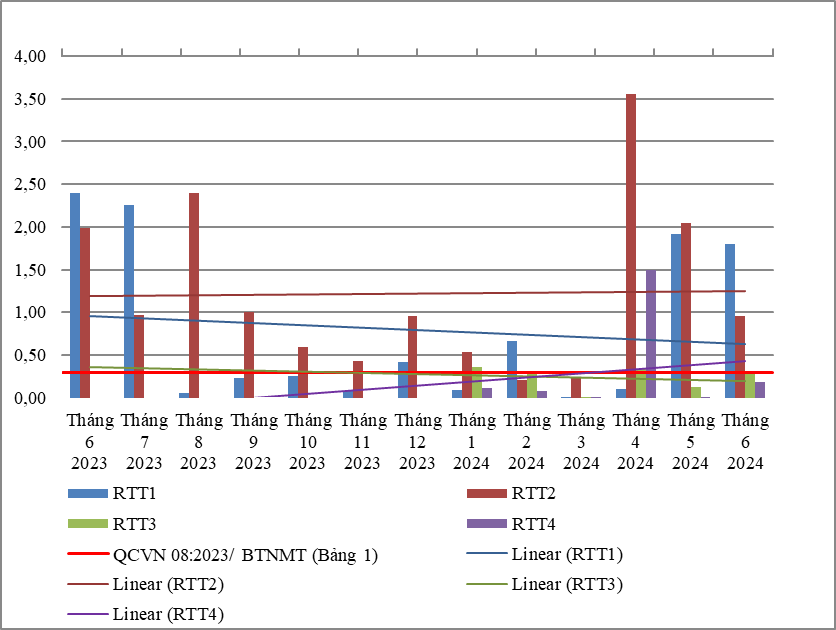 4,00
3,50
3,00
2,50
2,00
1,50
1,00
0,50
0,00
Tháng 6 2023
Tháng 7 2023
Tháng 8 2023
Tháng 9 2023
Tháng 10 2023
Tháng 11 2023
Tháng 12 2023
Tháng 1 2024
Tháng 2 2024
Tháng 3 2024
Tháng 4 2024
Tháng 5 2024
Tháng 6 2024
RTT1
RTT2
RTT3
RTT4
QCVN 08:2023/ BTNMT (Bảng 1)
Linear (RTT1)
Linear (RTT2)
Linear (RTT3)
Linear (RTT4)